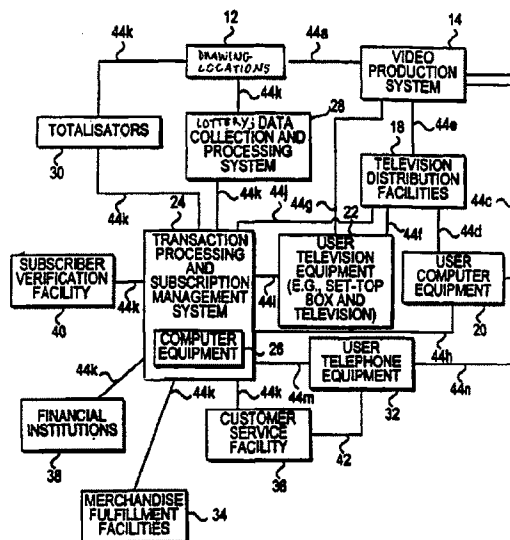 44k
12
DRAWING
LOCATIONS
44a
14
VIDEO
PRODUCTION
SYSTEM
44k
28
LOTTERY; DATA
COLLECTION AND
PROCESSING
SYSTEM
18
44e
TOTALISATORS
30
TELEVISION
DISTRIBUTION
FACILITIES
44c
44k
24
44k
44j
44g
22
44f
44d
TRANSACTION
PROCESSING
AND
SUBSCRIPTION
MANAGEMENT
SYSTEM
USER
TELEVISION
EQUIPMENT
(E.G., SET-TOP
BOX AND
TELEVISION)
USER
COMPUTER
EQUIPMENT
20
SUBSCRIBER
VERIFICATION
FACILITY
40
44k
44i
COMPUTER
EQUIPMENT
26
44h
44k
44k
44k
44m
USER
TELEPHONE
EQUIPMENT
32
44n
FINANCIAL
INSTITUTIONS
38
CUSTOMER
SERVICE
FACILITY
36
42
MERCHANDISE
FULFILLMENT
FACILITIES
34